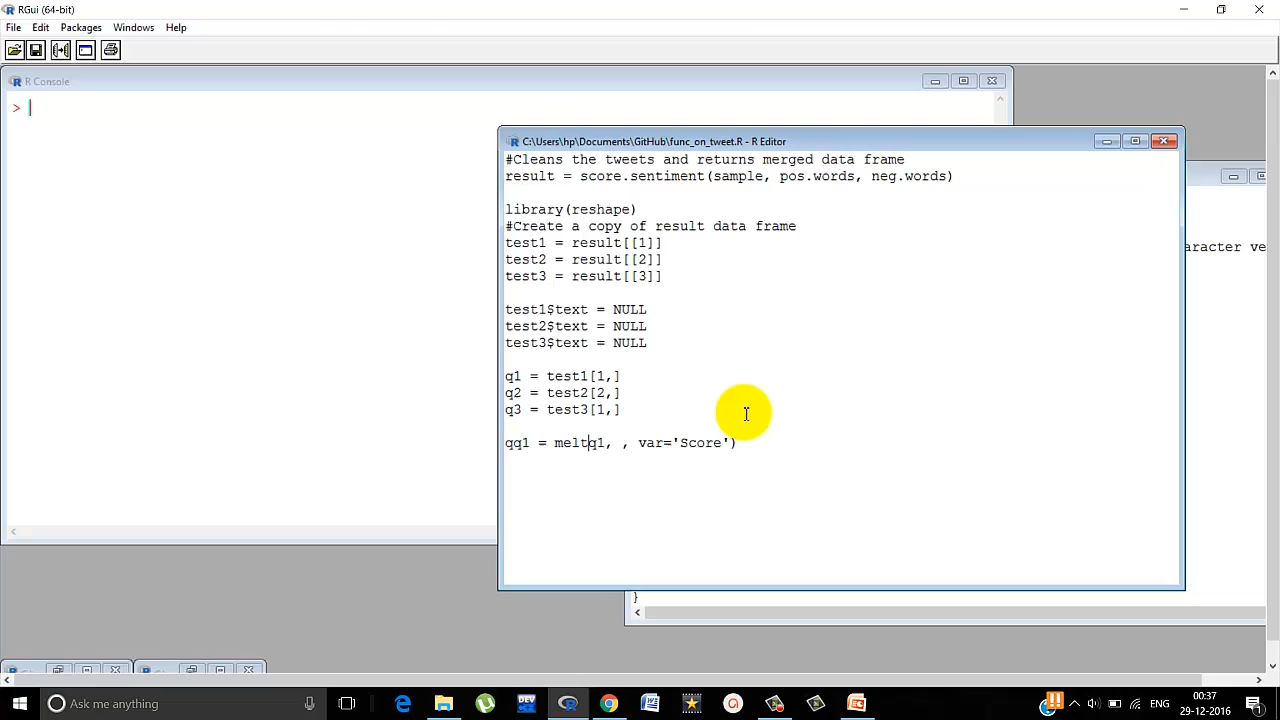 RGui (64-bit)
File Edit Packages Windows Help
R Console
>
C:\Users\hp\Documents\GitHub\func_on_tweet.R - R Editor
#Cleans the tweets and returns merged data frame
result = score.sentiment(sample, pos.words, neg.words)
library(reshape)
#Create a copy of result data frame
test1 = result[[1]]
test2 = result[[2]]
test3 = result[[3]]
test1$text = NULL
test2$text = NULL
test3$text = NULL
q1 = test1[1,]
q2 = test2[2,]
q3 = test3[1,]
qq1 = meltq1, , var='Score')
aracter ve
}
Ask me anything
DEV
00:37
29-12-2016